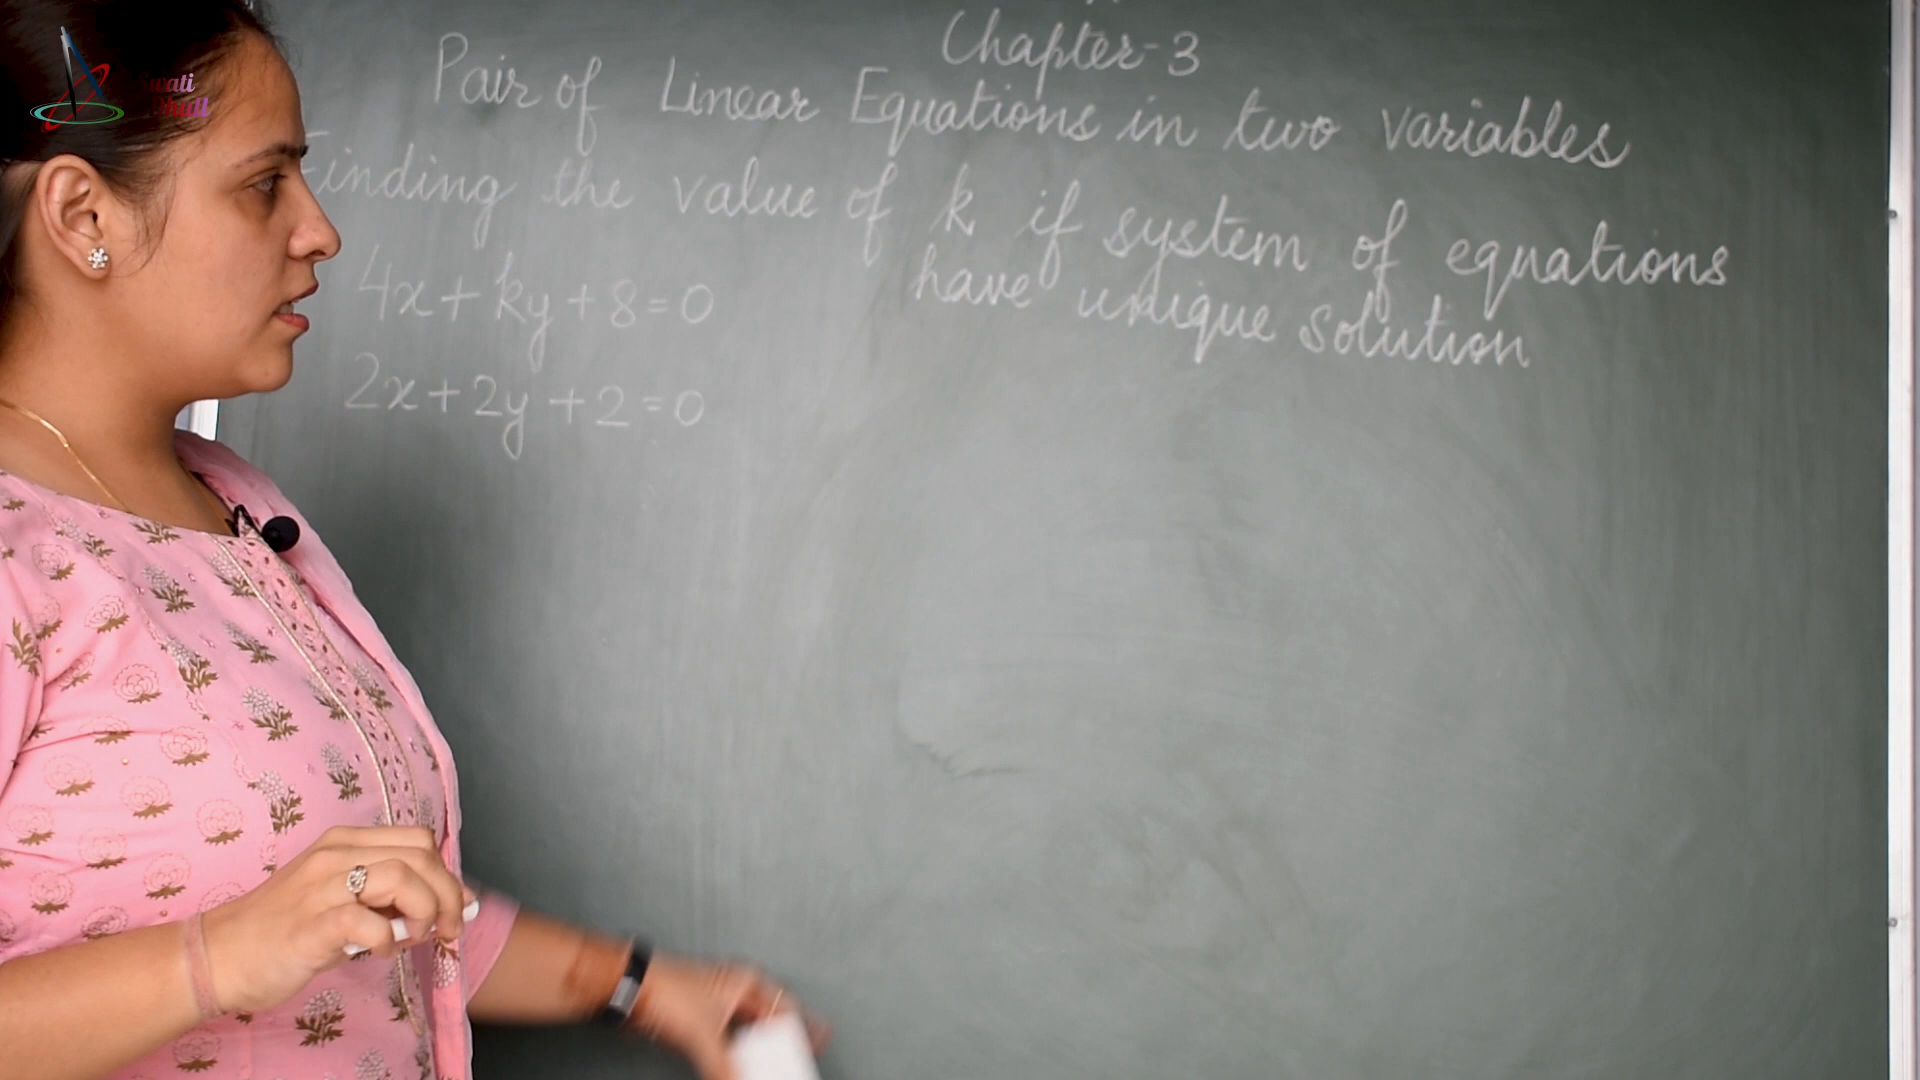 Swati
Chapter-3
Pair of Linear Equations in two variables
Finding the value of k if system of equations
have unique solution
4x+ky+8=0
2x+2y+2=0